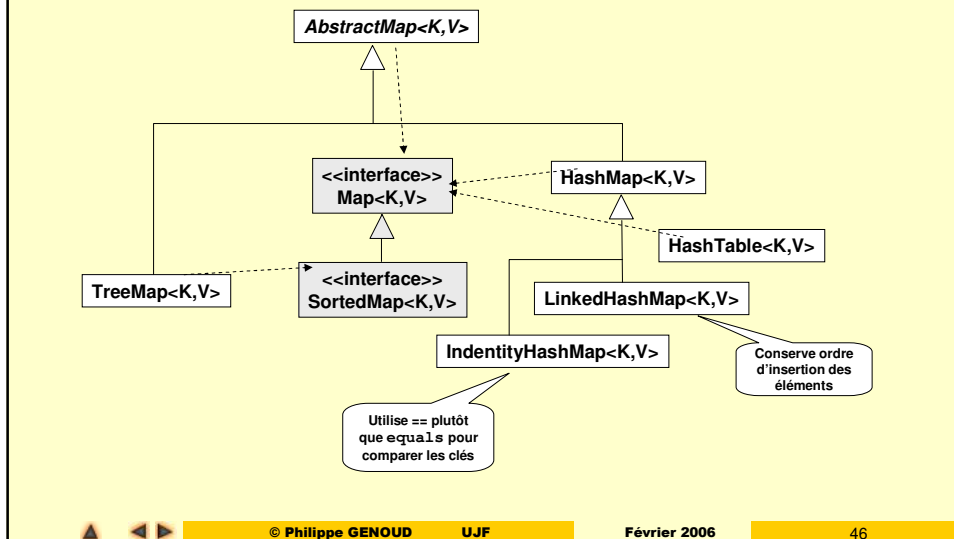 AbstractMap<K,V>
<<interface>>
Map<K,V>
HashMap<K,V>
HashTable<K,V>
TreeMap<K,V>
<<interface>>
SortedMap<K,V>
LinkedHashMap<K,V>
IndentityHashMap<K,V>
Conserve ordre
d'insertion des
éléments
Utilise == plutôt
que equals pour
comparer les clés
© Philippe GENOUD UJF Février 2006 46